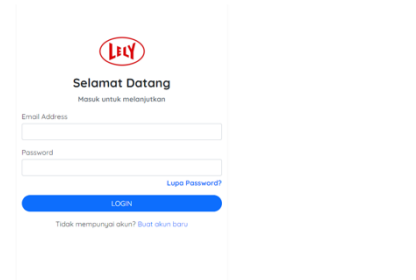 LELY
Selamat Datang
Masuk untuk melanjutkan
Email Address
Password
Lupa Password?
LOGIN
Tidak mempunyai akun? Buat akun baru